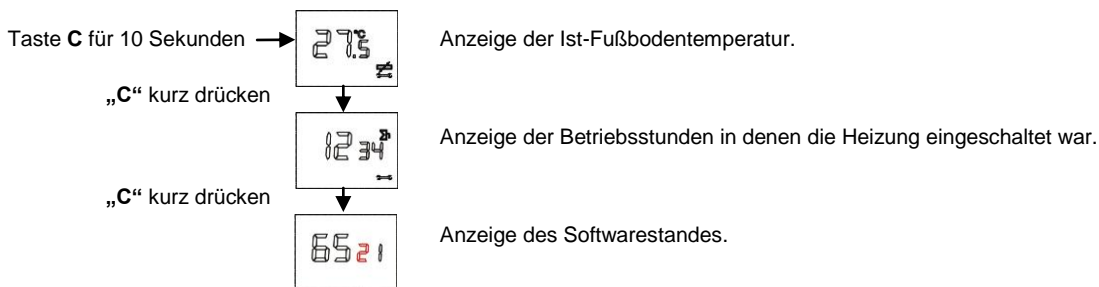 Taste C für 10 Sekunden
27.5 °C
Anzeige der Ist-Fußbodentemperatur.
„C“ kurz drücken
1234 h
Anzeige der Betriebsstunden in denen die Heizung eingeschaltet war.
„C“ kurz drücken
6521
Anzeige des Softwarestandes.